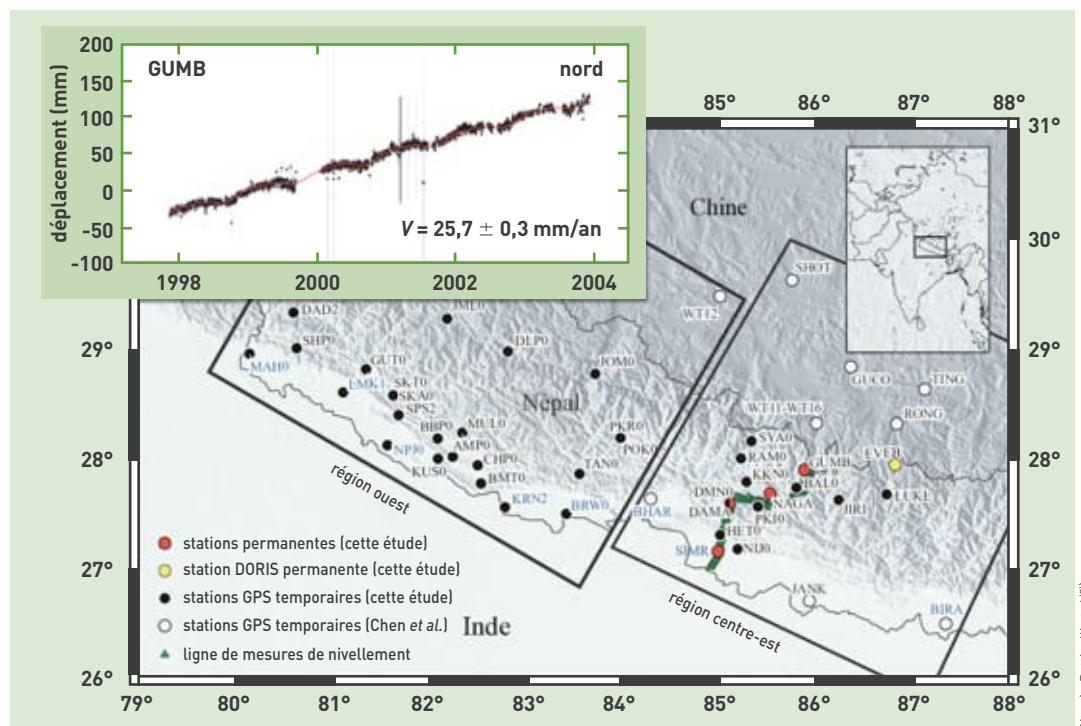 200
150
100
50
0
-50
-100
déplacement (mm)
GUMB
nord
V = 25,7 ± 0,3 mm/an
1998
2000
2002
2004
85°
86°
87°
88°
31°
30°
29°
28°
27°
26°
29°
28°
27°
26°
79°
80°
81°
82°
83°
84°
85°
86°
87°
88°
Chine
Népal
Inde
SHOT
WT12
DAD2
JML0
SHP0
DLP0
MAH0
GUT0
JOM0
LMK1
SKT0
SKA0
SPS2
GUCO
TING
WT11-WT16
RONG
BBP0
MUL0
PKR0
SYA0
NPJ0
AMP0
POK0
RAM0
GUMB
EVEB
KUS0
CHP0
TAN0
KKN0
BAL0
BMT0
DMN0
NAGA
LUKL
KRN2
BRW0
BHAR
DAMA
PKI0
JIRI
HET0
SIMR
NIJ0
JANK
BIRA
région ouest
région centre-est
stations permanentes (cette étude)
station DORIS permanente (cette étude)
stations GPS temporaires (cette étude)
stations GPS temporaires (Chen et al.)
ligne de mesures de nivellement